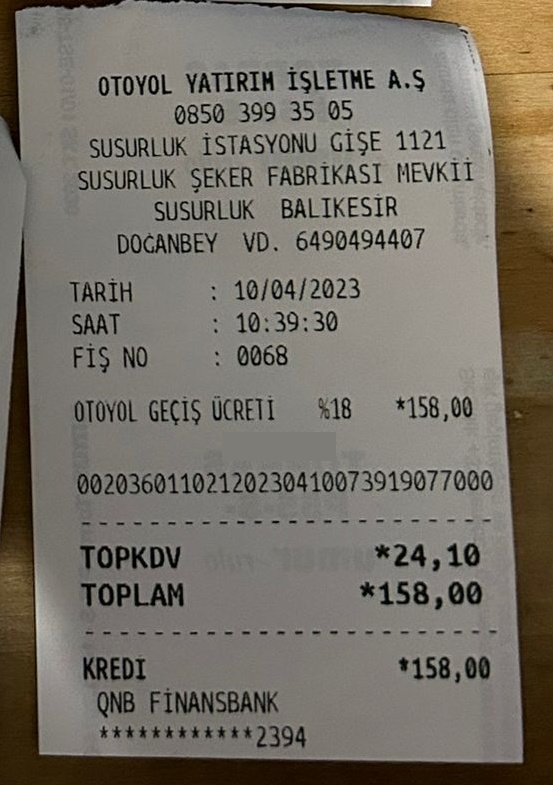 OTOYOL YATIRIM İŞLETME A.Ş
0850 399 35 05
SUSURLUK İSTASYONU GİŞE 1121
SUSURLUK ŞEKER FABRİKASI MEVKİİ
SUSURLUK BALIKESİR
DOĞANBEY VD. 6490494407
TARİH : 10/04/2023
SAAT : 10:39:30
FİŞ NO : 0068
OTOYOL GEÇİŞ ÜCRETİ %18 *158,00
00203601102120230410073919077000
TOPKDV *24,10
TOPLAM *158,00
KREDİ *158,00
QNB FİNANSBANK
************2394